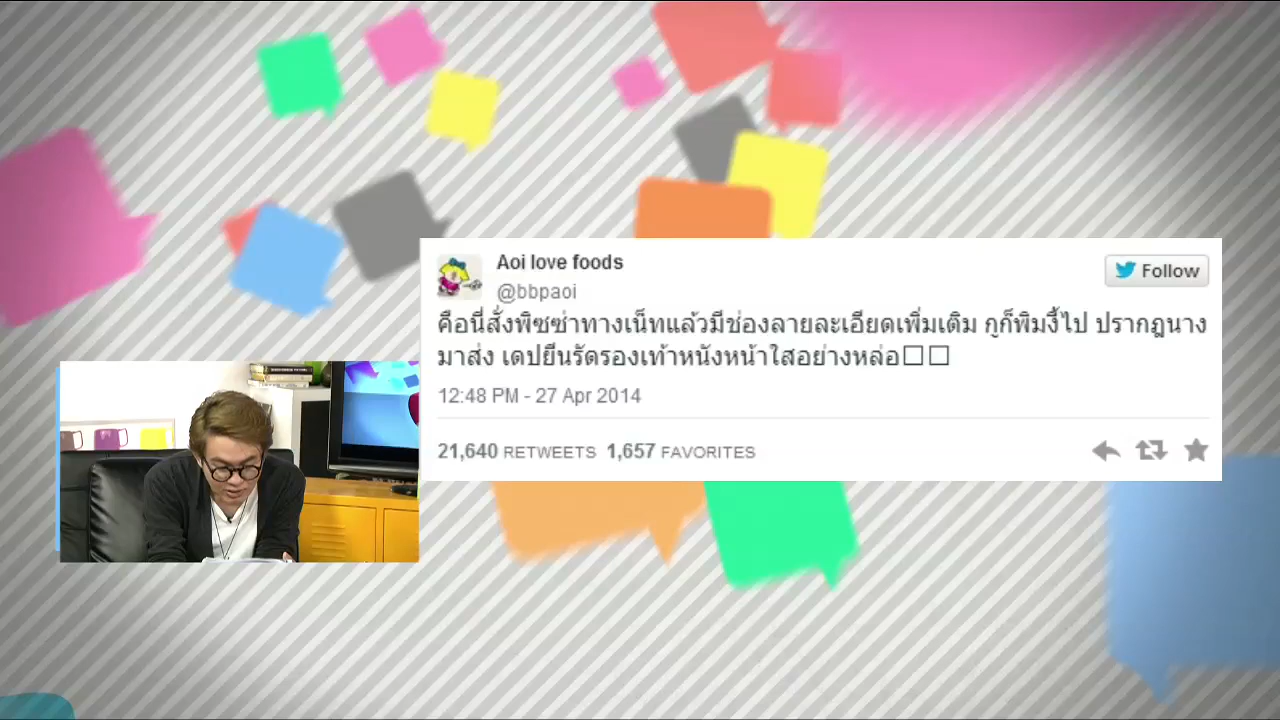 Aoi love foods
Follow
@bbpaoi
คือนี่สั่งพิซซ่าทางเน็ทแล้วมีช่องลายละเอียดเพิ่มเติม กูก็พิมงี้ไป ปรากฏนาง
มาส่ง เดปยีนรัดรองเท้าหนังหน้าใสอย่างหล่อ□□
12:48 PM - 27 Apr 2014
21,640 RETWEETS 1,657 FAVORITES